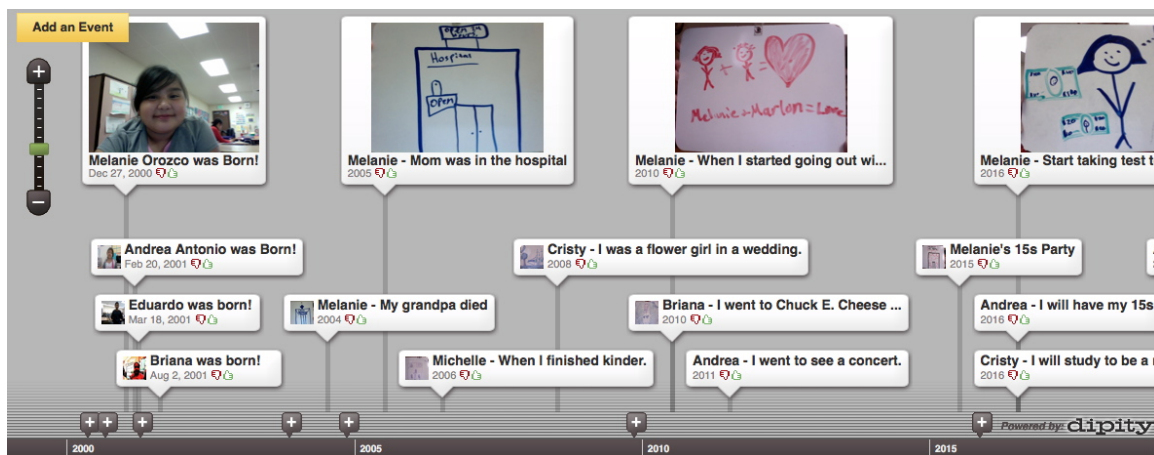 Add an Event
Melanie Orozco was Born!
Dec 27, 2000
OPEN
Hospital
OPEN
Melanie - Mom was in the hospital
2005
+ =
Melanie + Marlon = Love
Melanie - When I started going out wi...
2010
Melanie - Start taking test t
2016
Andrea Antonio was Born!
Feb 20, 2001
Cristy - I was a flower girl in a wedding.
2008
Melanie's 15s Party
2015
Eduardo was born!
Mar 18, 2001
Melanie - My grandpa died
2004
Briana - I went to Chuck E. Cheese ...
2010
Andrea - I will have my 15s
2016
Briana was born!
Aug 2, 2001
Michelle - When I finished kinder.
2006
Andrea - I went to see a concert.
2011
Cristy - I will study to be a
2016
Powered by: dipity
2000
2005
2010
2015